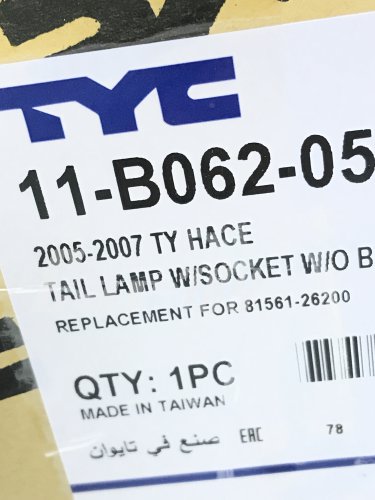 TYC
11-B062-05
2005-2007 TY HACE
TAIL LAMP W/SOCKET W/O B
REPLACEMENT FOR 81561-26200
QTY: 1PC
MADE IN TAIWAN
صنع في تايوان EAC 78